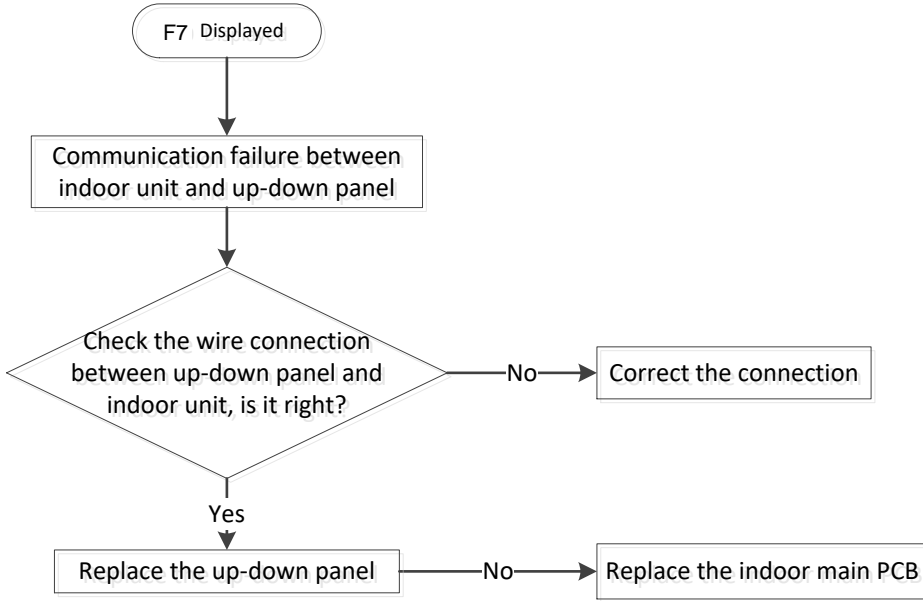 F7 Displayed
Communication failure between
indoor unit and up-down panel
Check the wire connection
between up-down panel and
indoor unit, is it right?
No
Correct the connection
Yes
Replace the up-down panel
No
Replace the indoor main PCB